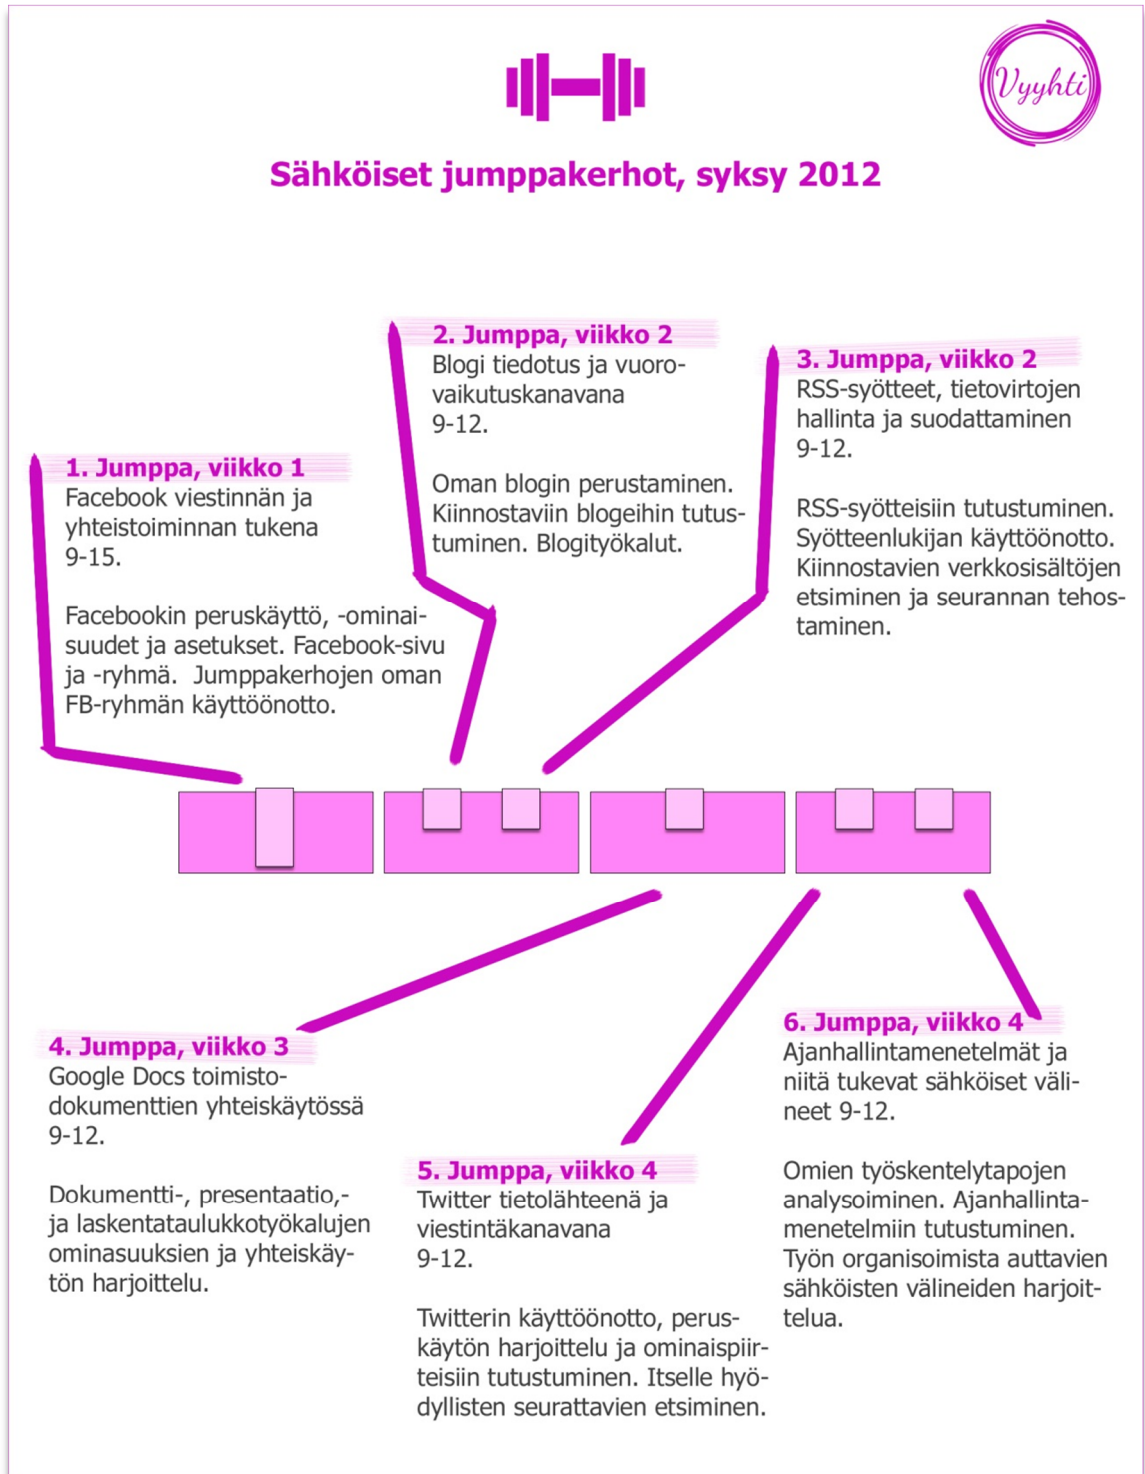 Vyyhti
Sähköiset jumppakerhot, syksy 2012
1. Jumppa, viikko 1
Facebook viestinnän ja
yhteistoiminnan tukena
9-15.
Facebookin peruskäyttö, -ominai-
suudet ja asetukset. Facebook-sivu
ja -ryhmä.  Jumppakerhojen oman
FB-ryhmän käyttöönotto.
2. Jumppa, viikko 2
Blogi tiedotus ja vuoro-
vaikutuskanavana
9-12.
Oman blogin perustaminen.
Kiinnostaviin blogeihin tutus-
tuminen. Blogityökalut.
3. Jumppa, viikko 2
RSS-syötteet, tietovirtojen
hallinta ja suodattaminen
9-12.
RSS-syötteisiin tutustuminen.
Syötteenlukijan käyttöönotto.
Kiinnostavien verkkosisältöjen
etsiminen ja seurannan tehos-
taminen.
4. Jumppa, viikko 3
Google Docs toimisto-
dokumenttien yhteiskäytössä
9-12.
Dokumentti-, presentaatio,-
ja laskentataulukkotyökalujen
ominasuuksien ja yhteiskäy-
tön harjoittelu.
5. Jumppa, viikko 4
Twitter tietolähteenä ja
viestintäkanavana
9-12.
Twitterin käyttöönotto, perus-
käytön harjoittelu ja ominaispiir-
teisiin tutustuminen. Itselle hyö-
dyllisten seurattavien etsiminen.
6. Jumppa, viikko 4
Ajanhallintamenetelmät ja
niitä tukevat sähköiset väli-
neet 9-12.
Omien työskentelytapojen
analysoiminen. Ajanhallinta-
menetelmiin tutustuminen.
Työn organisoimista auttavien
sähköisten välineiden harjoit-
telua.